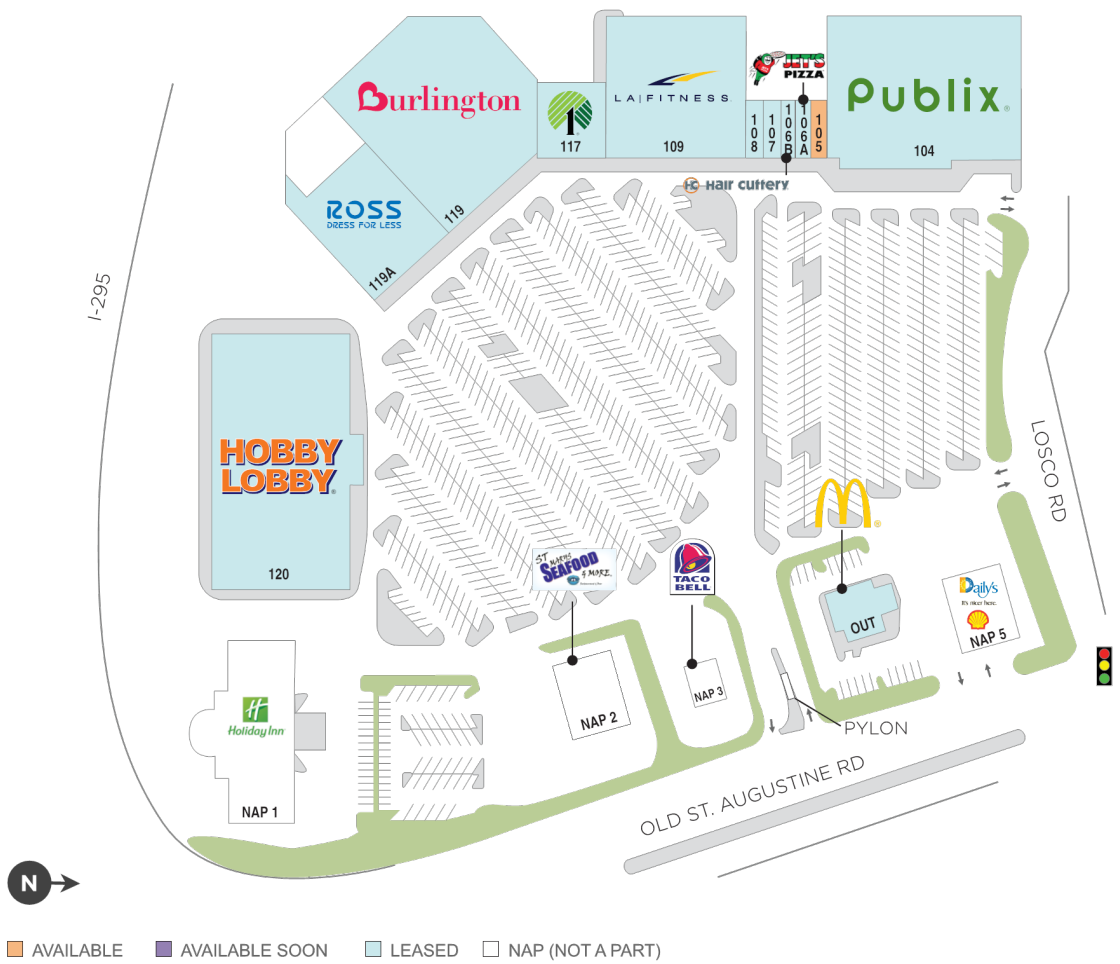 JET'S
PIZZA
Burlington
LA|FITNESS
Publix
117
109
108
107
106B
106A
105
104
HC Hair Cuttery
ROSS
DRESS FOR LESS
119
119A
I-295
HOBBY
LOBBY
120
LOSCO RD
ST
MARYS
SEAFOOD
& MORE
TACO
BELL
OUT
Daily's
It's nicer here.
NAP 5
NAP 3
NAP 2
H
Holiday Inn
NAP 1
PYLON
OLD ST. AUGUSTINE RD
N
AVAILABLE
AVAILABLE SOON
LEASED
NAP (NOT A PART)